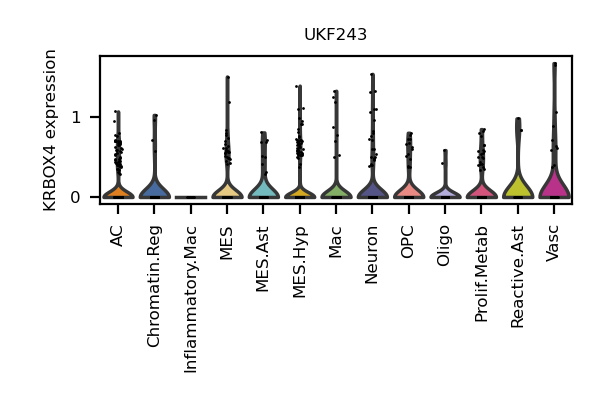 UKF243
KRBOX4 expression
1
0
AC
Chromatin.Reg
Inflammatory.Mac
MES
MES.Ast
MES.Hyp
Mac
Neuron
OPC
Oligo
Prolif.Metab
Reactive.Ast
Vasc